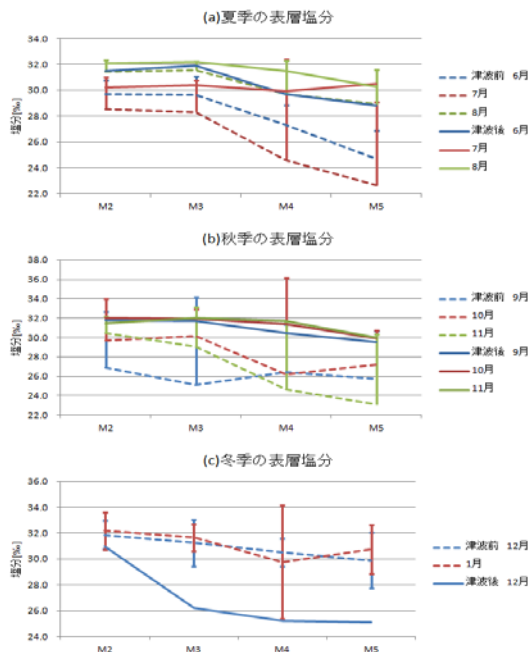 (a)夏季の表層塩分
34.0
32.0
30.0
28.0
26.0
24.0
22.0
塩分[‰]
M2 M3 M4 M5
津波前 6月
7月
8月
津波後 6月
7月
8月
(b)秋季の表層塩分
38.0
36.0
34.0
32.0
30.0
28.0
26.0
24.0
22.0
塩分[‰]
M2 M3 M4 M5
津波前 9月
10月
11月
津波後 9月
10月
11月
(c)冬季の表層塩分
36.0
34.0
32.0
30.0
28.0
26.0
24.0
塩分[‰]
M2 M3 M4 M5
津波前 12月
1月
津波後 12月